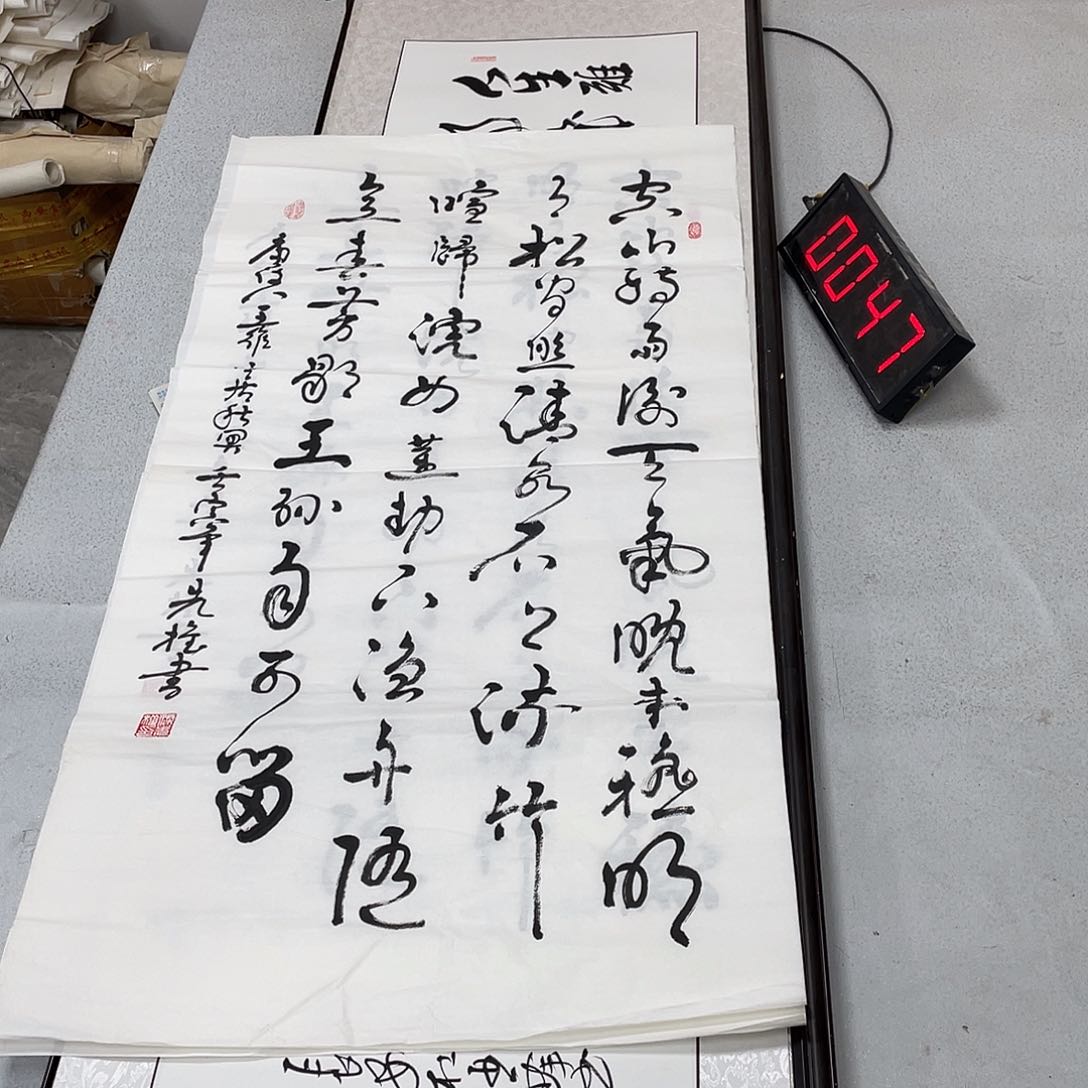 空山新雨後天氣晚來秋明
月松間照清泉石上流竹
喧歸浣女蓮動下漁舟隨
意春芳歇王孫自可留
唐詩人王維山居秋暝壬寅年書
0047